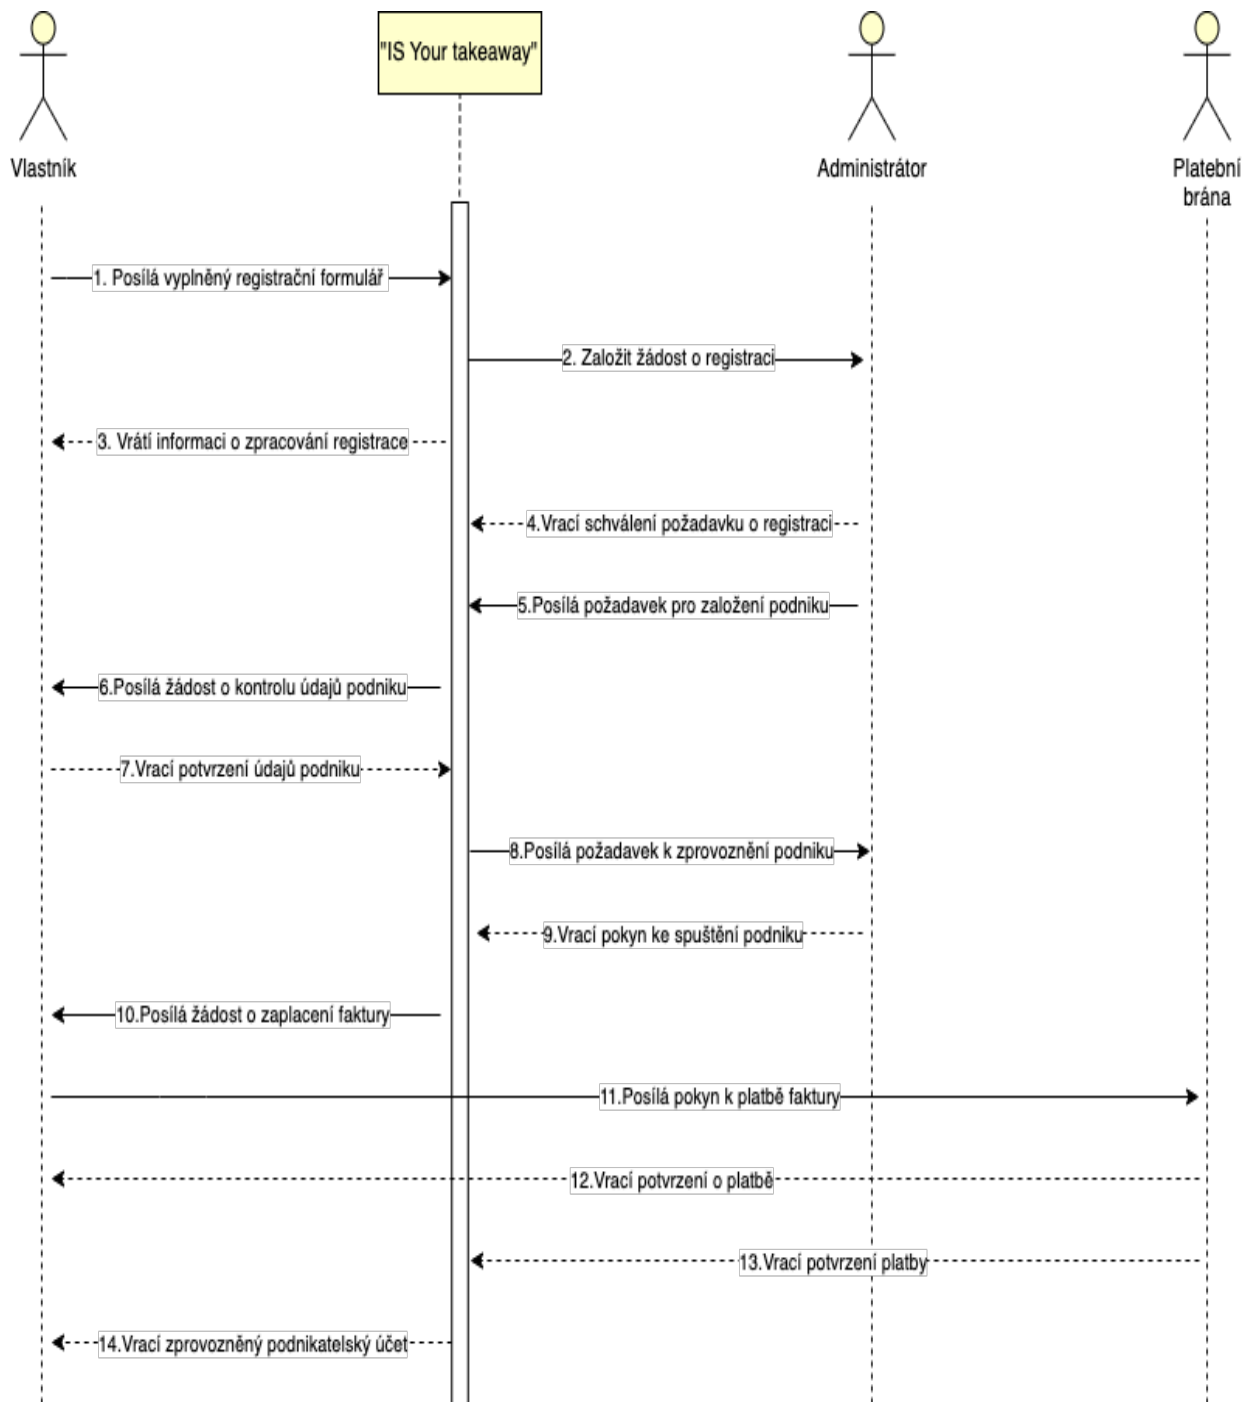 "IS Your takeaway"
Vlastník
Administrátor
Platební
brána
1. Posílá vyplněný registrační formulář
2. Založit žádost o registraci
3. Vrátí informaci o zpracování registrace
4.Vrací schválení požadavku o registraci
5.Posílá požadavek pro založení podniku
6.Posílá žádost o kontrolu údajů podniku
7.Vrací potvrzení údajů podniku
8.Posílá požadavek k zprovoznění podniku
9.Vrací pokyn ke spuštění podniku
10.Posílá žádost o zaplacení faktury
11.Posílá pokyn k platbě faktury
12.Vrací potvrzení o platbě
13.Vrací potvrzení platby
14.Vrací zprovozněný podnikatelský účet